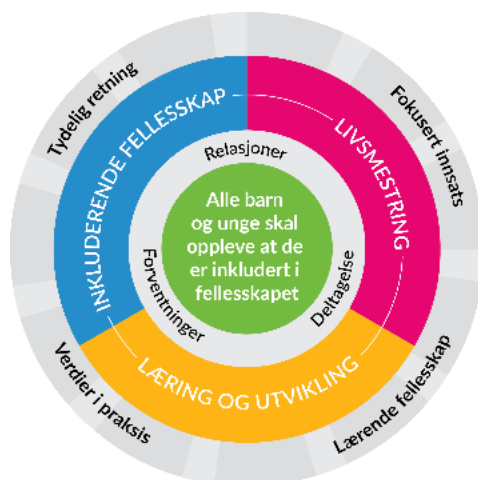 Tydelig retning
Fokusert innsats
INKLUDERENDE FELLESSKAP
LIVSMESTRING
Relasjoner
Alle barn
og unge skal
oppleve at de
er inkludert i
fellesskapet
Forventninger
Deltagelse
LÆRING OG UTVIKLING
Verdier i praksis
Lærende fellesskap